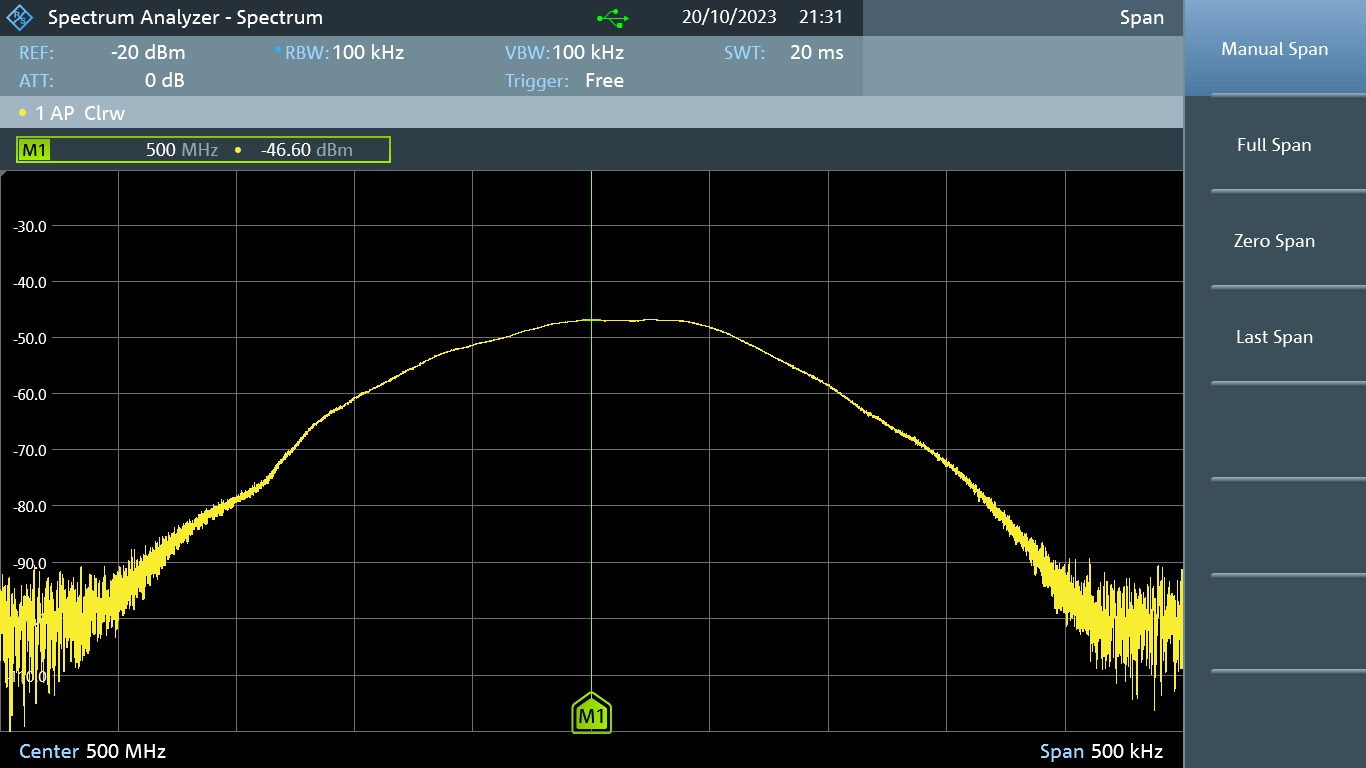 Spectrum Analyzer - Spectrum 20/10/2023 21:31 Span
REF: -20 dBm RBW: 100 kHz VBW: 100 kHz SWT: 20 ms
ATT: 0 dB Trigger: Free
1 AP Clrw
M1 500 MHz -46.60 dBm
-30.0
-40.0
-50.0
-60.0
-70.0
-80.0
-90.0
M1
Center 500 MHz Span 500 kHz
Manual Span
Full Span
Zero Span
Last Span